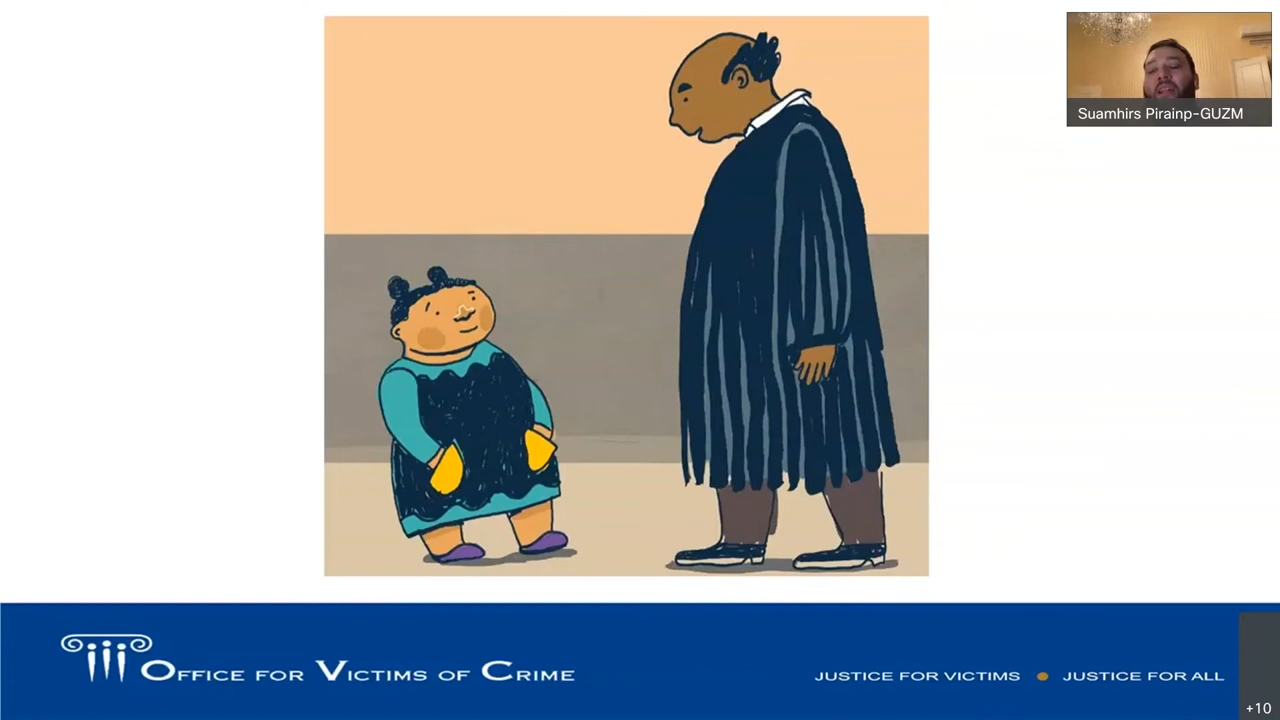 Suamhirs Pirainp-GUZM
OFFICE FOR VICTIMS OF CRIME
JUSTICE FOR VICTIMS ● JUSTICE FOR ALL
+10